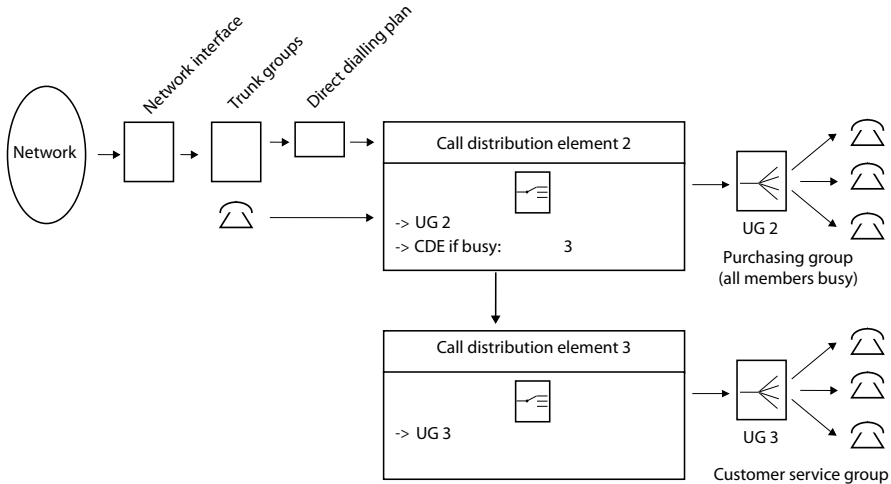 Network interface
Trunk groups
Direct dialling plan
Network
Call distribution element 2
-> UG 2
-> CDE if busy: 3
UG 2
Purchasing group
(all members busy)
Call distribution element 3
-> UG 3
UG 3
Customer service group